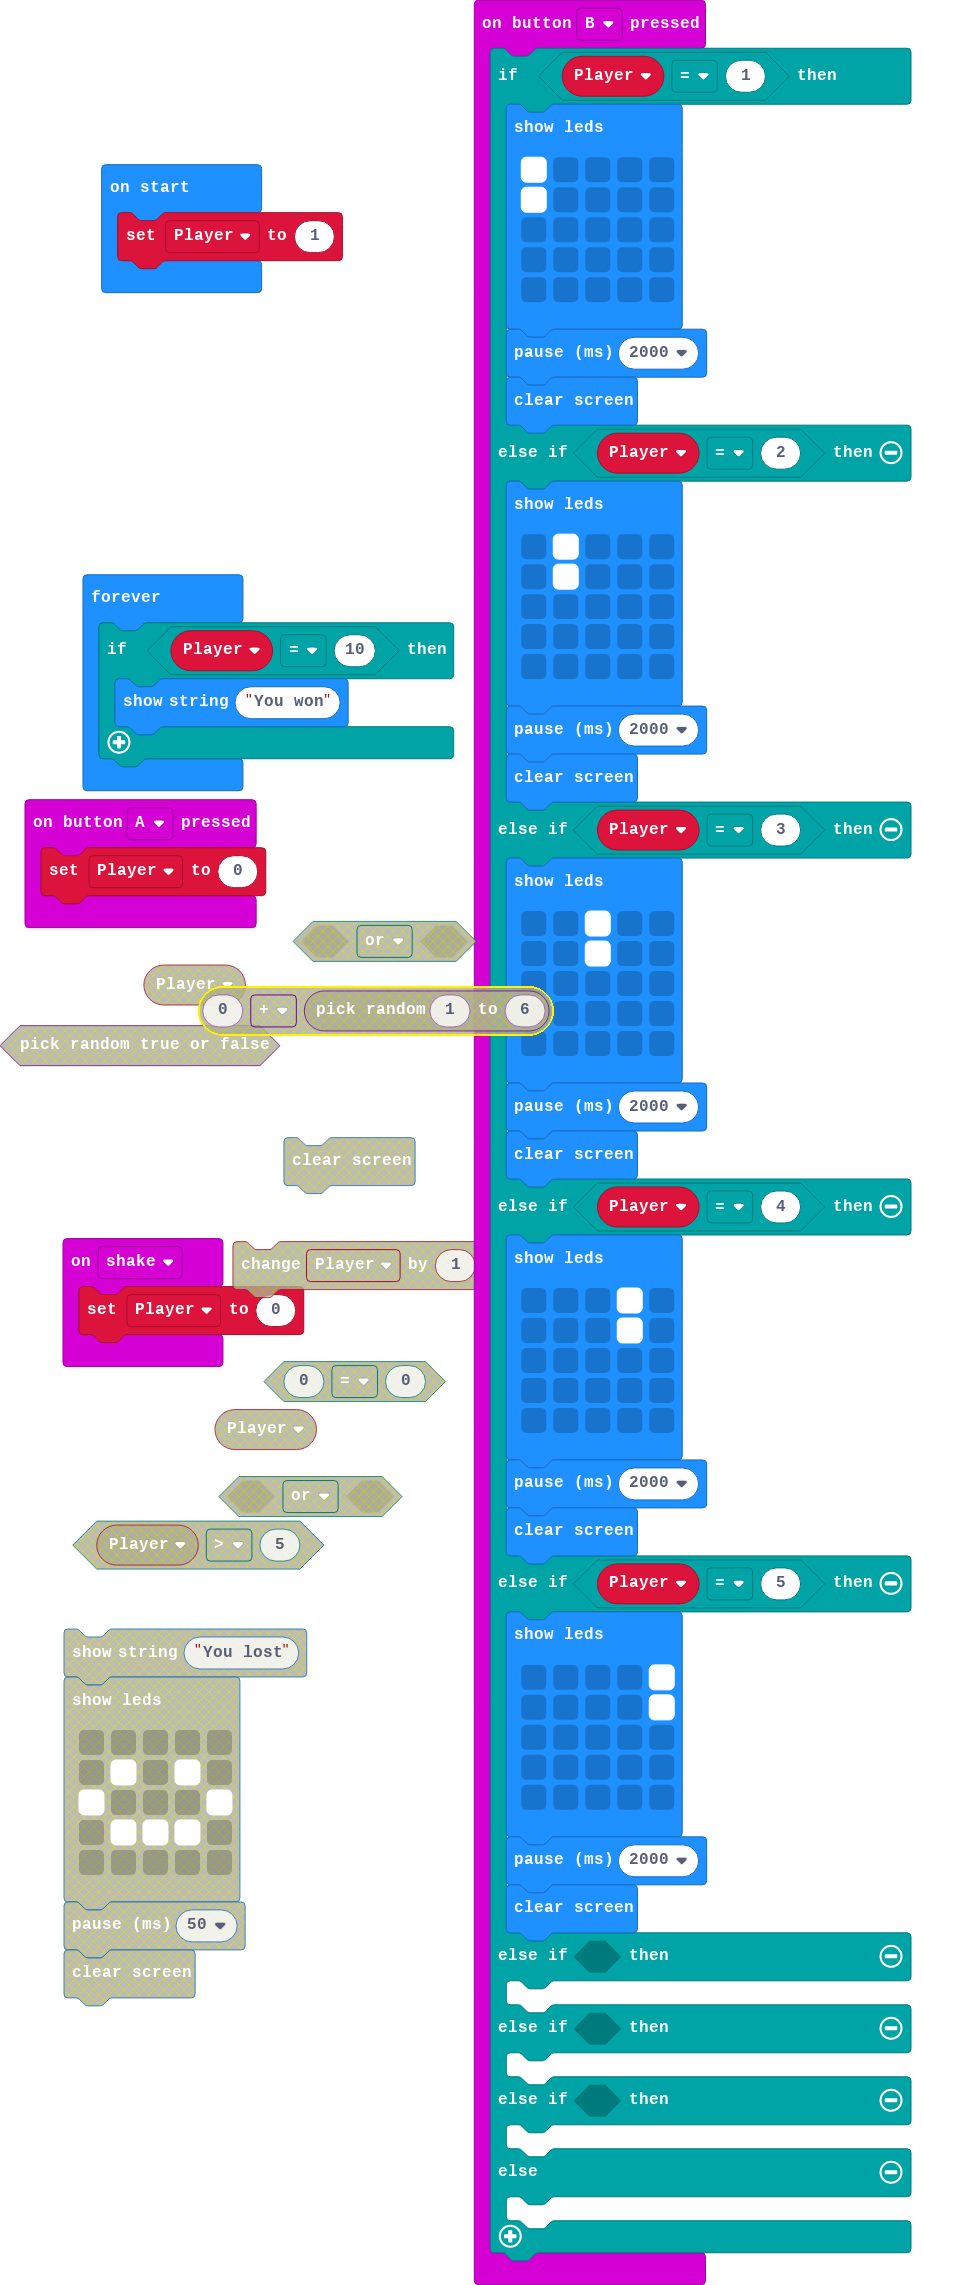 on start
set Player to 1
forever
if Player = 10 then
show string "You won"
on button A pressed
set Player to 0
or
Player
0 + pick random 1 to 6
pick random true or false
clear screen
on shake
change Player by 1
set Player to 0
0 = 0
Player
or
Player > 5
show string "You lost"
show leds
pause (ms) 50
clear screen
on button B pressed
if Player = 1 then
show leds
pause (ms) 2000
clear screen
else if Player = 2 then
show leds
pause (ms) 2000
clear screen
else if Player = 3 then
show leds
pause (ms) 2000
clear screen
else if Player = 4 then
show leds
pause (ms) 2000
clear screen
else if Player = 5 then
show leds
pause (ms) 2000
clear screen
else if then
else if then
else if then
else